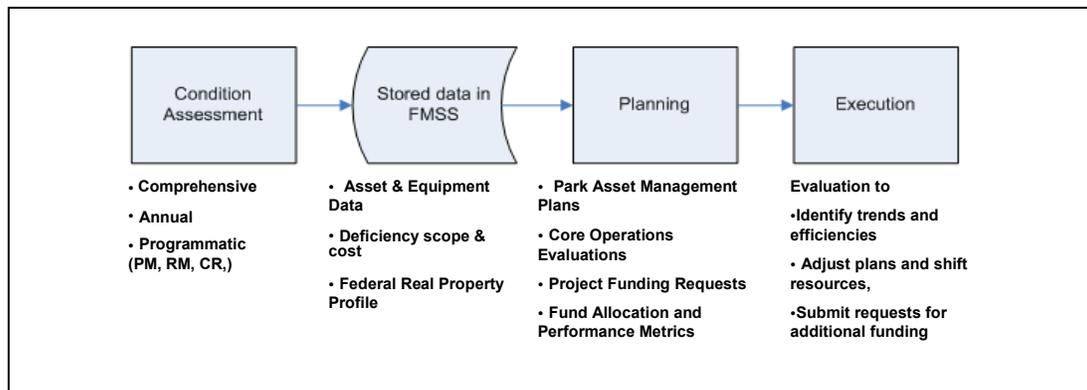 Condition
Assessment
Stored data in
FMSS
Planning
Execution
• Comprehensive
• Annual
• Programmatic
(PM, RM, CR,)
• Asset & Equipment
Data
• Deficiency scope &
cost
• Federal Real Property
Profile
• Park Asset Management
Plans
• Core Operations
Evaluations
• Project Funding Requests
• Fund Allocation and
Performance Metrics
Evaluation to
•Identify trends and
efficiencies
• Adjust plans and shift
resources,
•Submit requests for
additional funding